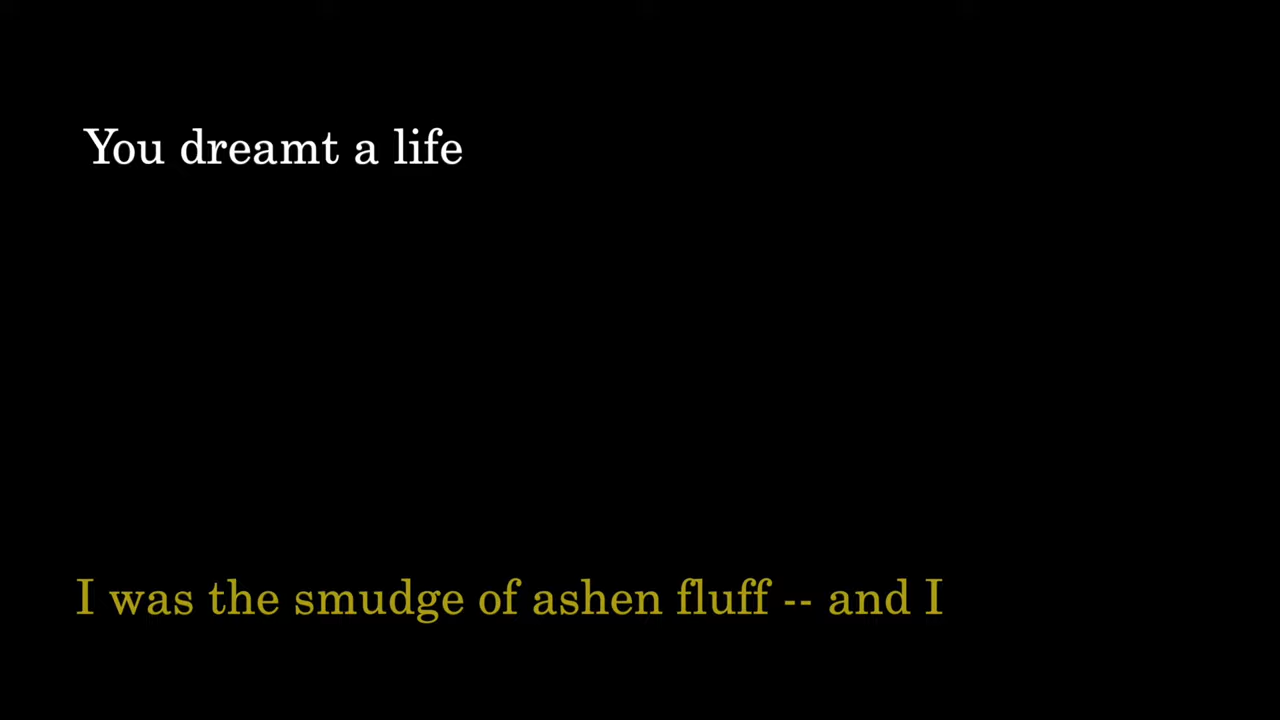 You dreamt a life
I was the smudge of ashen fluff -- and I